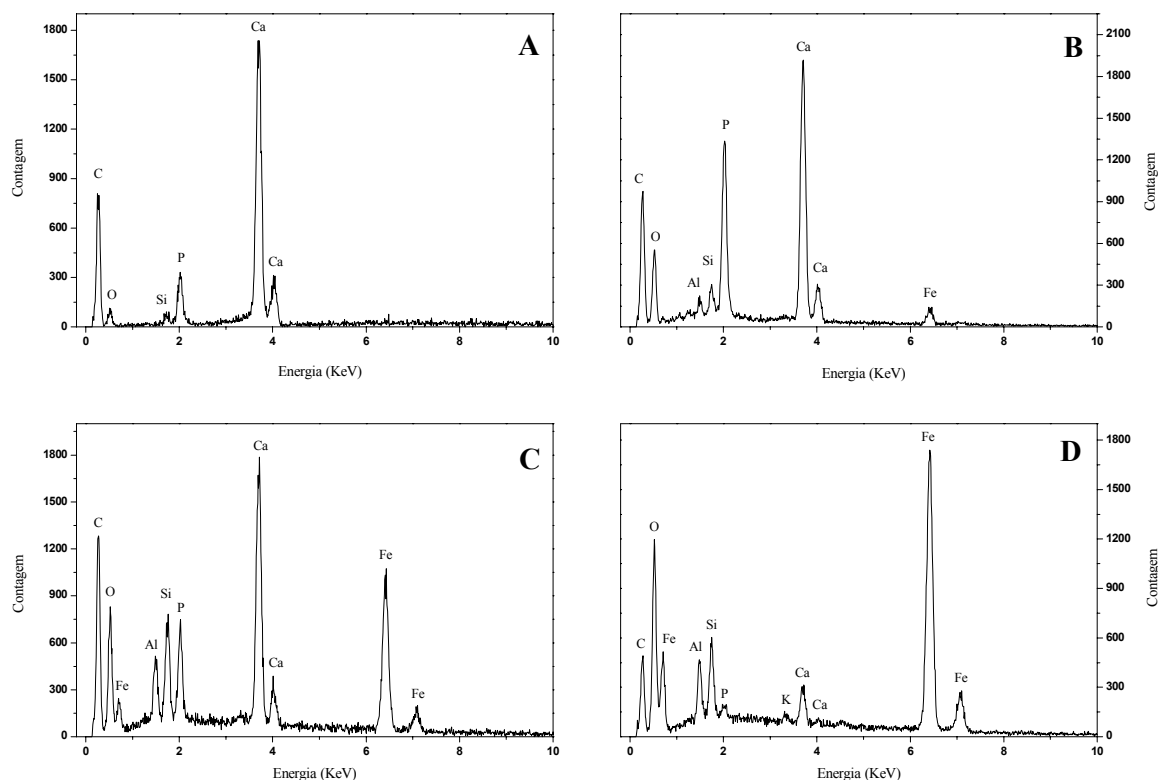 A
Ca
C
O
Si
P
Ca
1800
1500
1200
900
600
300
0
0 2 4 6 8 10
Contagem
Energia (KeV)
B
Ca
P
C
O
Al
Si
Ca
Fe
2100
1800
1500
1200
900
600
300
0
0 2 4 6 8 10
Contagem
Energia (KeV)
C
Ca
C
Fe
O
Si
P
Al
Fe
Ca
Fe
1800
1500
1200
900
600
300
0
0 2 4 6 8 10
Contagem
Energia (KeV)
D
Fe
O
C
Fe
Al
Si
P
K
Ca
Ca
Fe
1800
1500
1200
900
600
300
0
0 2 4 6 8 10
Contagem
Energia (KeV)